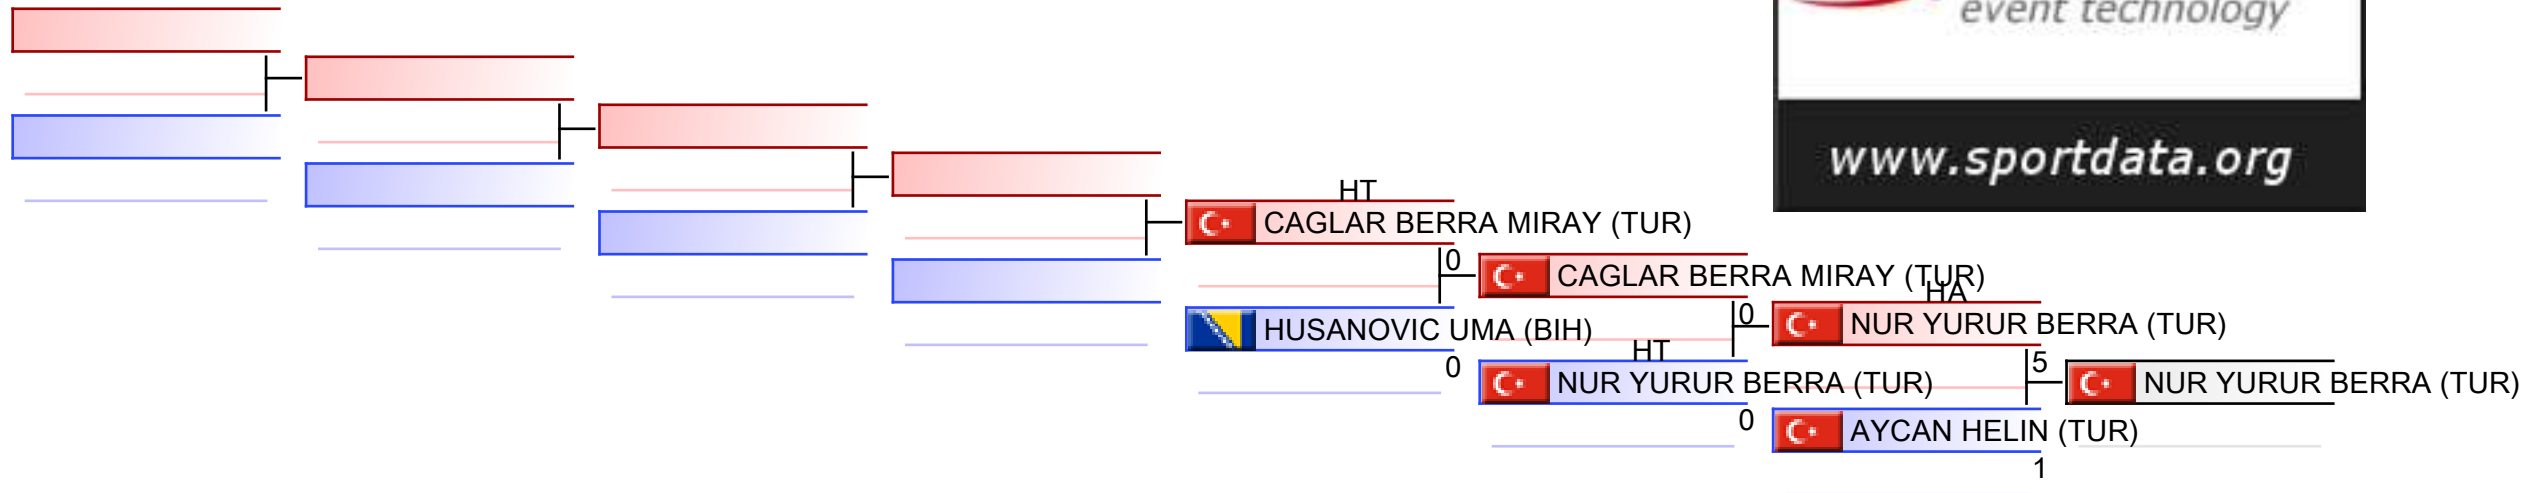 event technology
www.sportdata.org
HT
CAGLAR BERRA MIRAY (TUR)
0
CAGLAR BERRA MIRAY (TUR)
HA
0
NUR YURUR BERRA (TUR)
HUSANOVIC UMA (BIH)
0
HT
NUR YURUR BERRA (TUR)
0
5
NUR YURUR BERRA (TUR)
AYCAN HELIN (TUR)
1